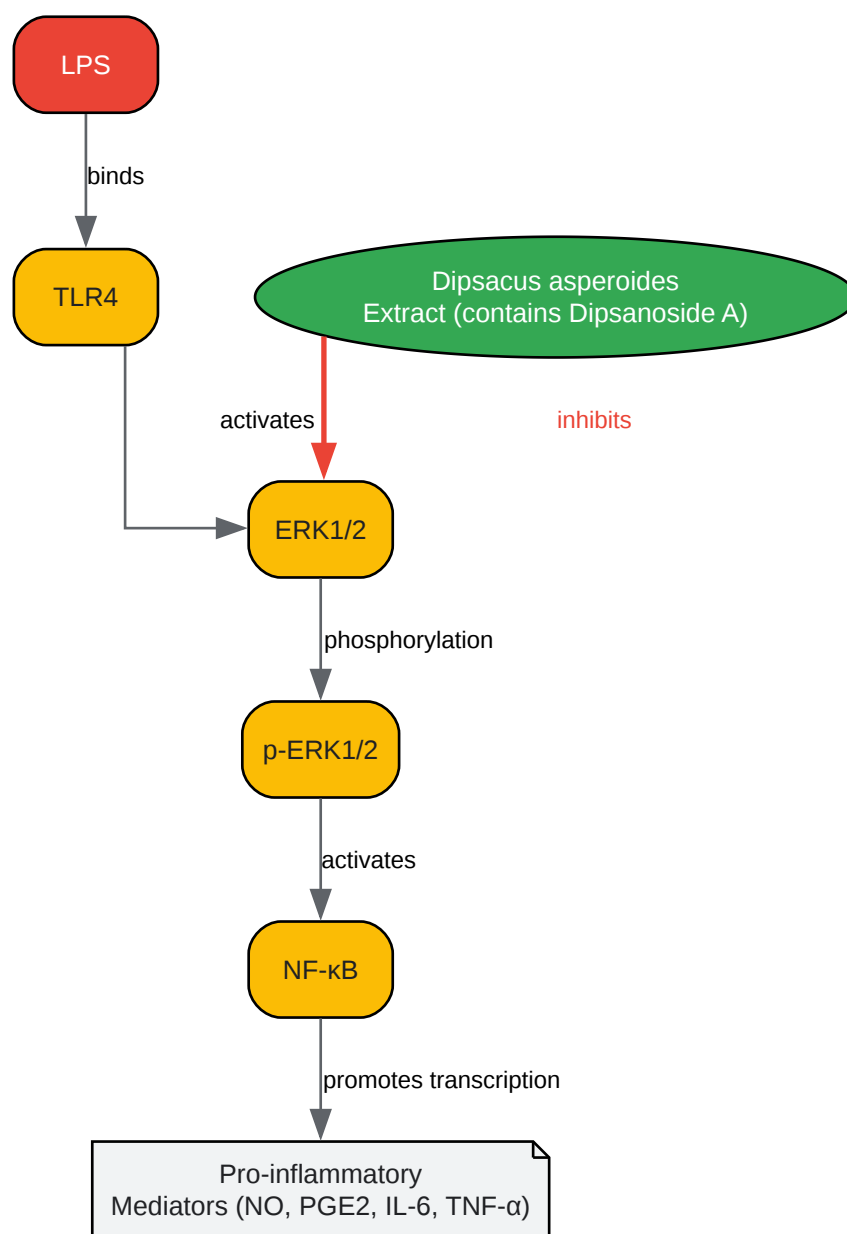 LPS
binds
TLR4
Dipsacus asperoides
Extract (contains Dipsanoside A)
activates
inhibits
ERK1/2
phosphorylation
p-ERK1/2
activates
NF-κB
promotes transcription
Pro-inflammatory
Mediators (NO, PGE2, IL-6, TNF-α)